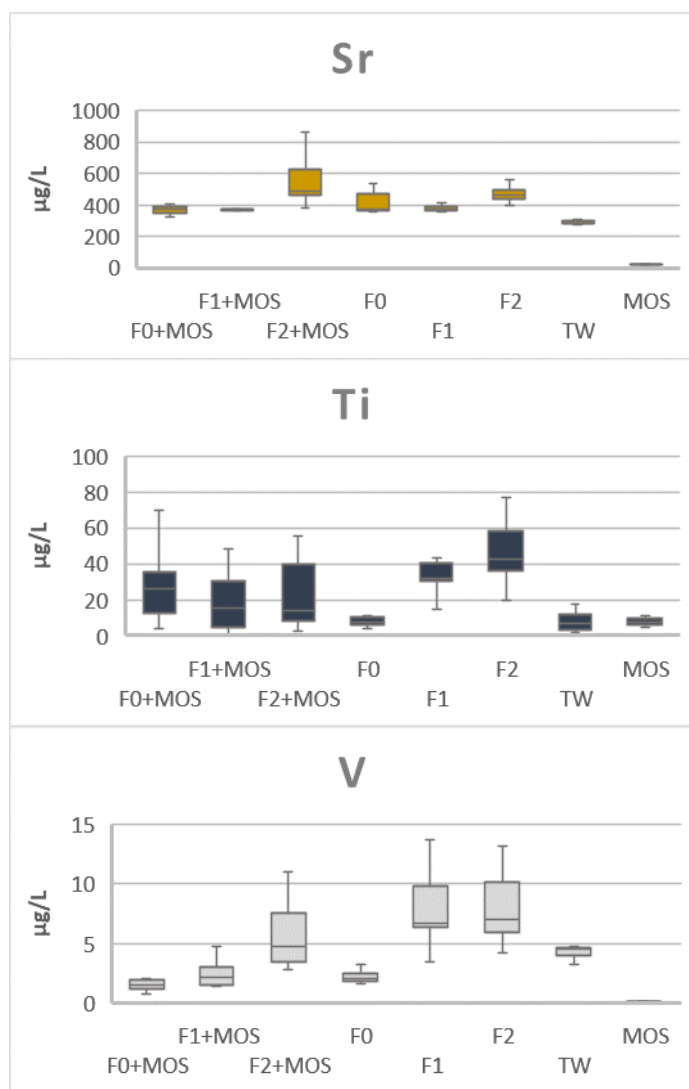 Sr
µg/L
1000
800
600
400
200
0
F1+MOS F0 F2 MOS
F0+MOS F2+MOS F1 TW
Ti
µg/L
100
80
60
40
20
0
F1+MOS F0 F2 MOS
F0+MOS F2+MOS F1 TW
V
µg/L
15
10
5
0
F1+MOS F0 F2 MOS
F0+MOS F2+MOS F1 TW